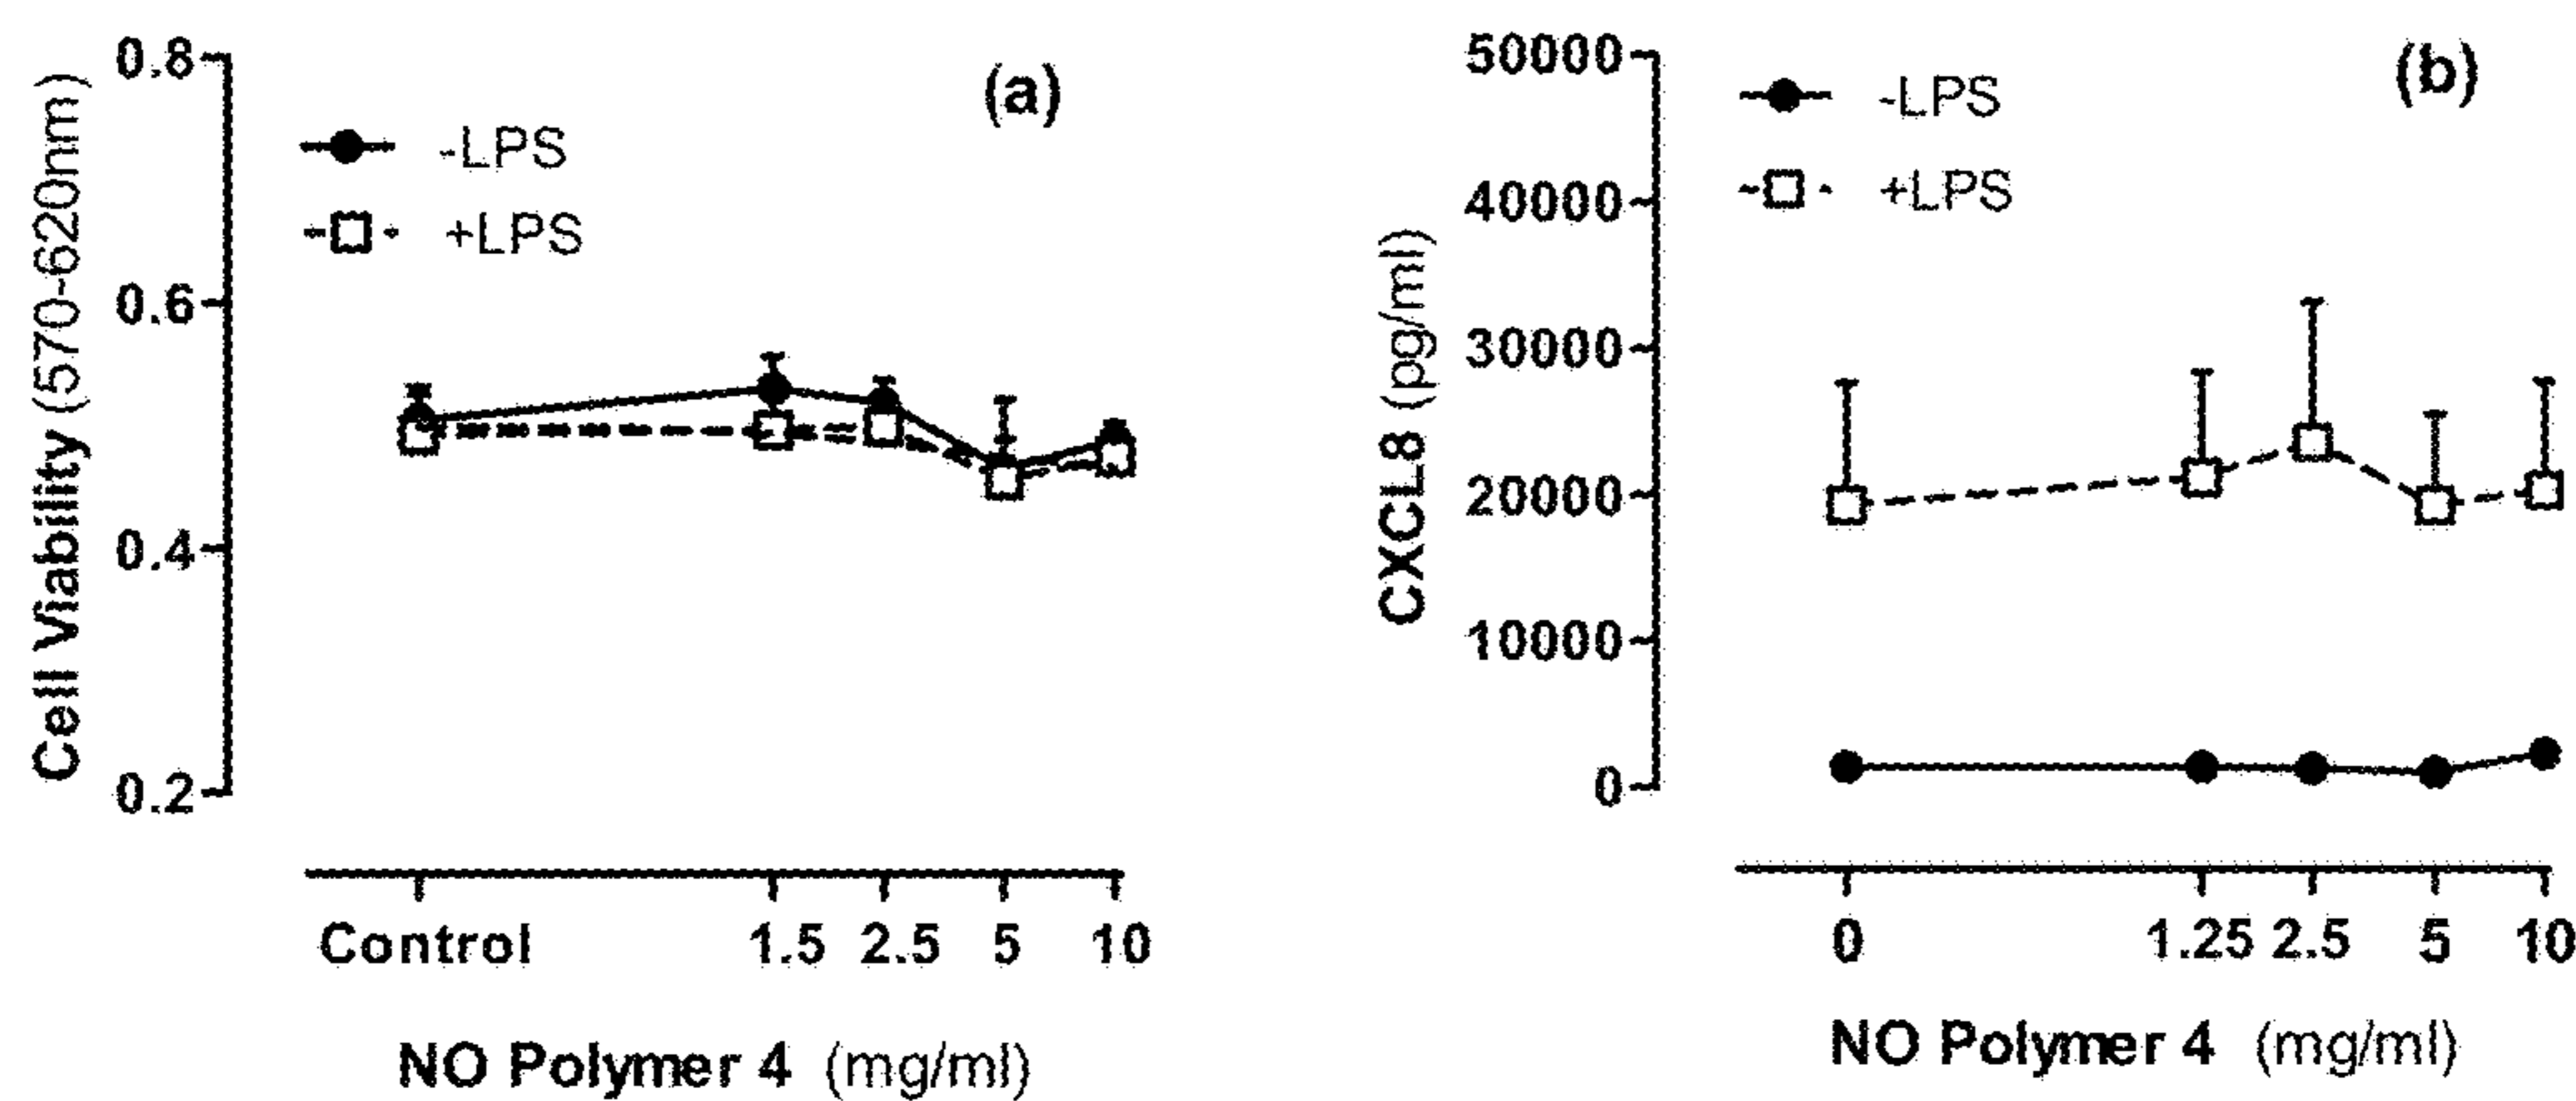 (a)
-LPS
+LPS
0.8
0.6
0.4
0.2
Cell Viability (570-620nm)
Control 1.5 2.5 5 10
NO Polymer 4 (mg/ml)
(b)
-LPS
+LPS
50000
40000
30000
20000
10000
0
CXCL8 (pg/ml)
0 1.25 2.5 5 10
NO Polymer 4 (mg/ml)